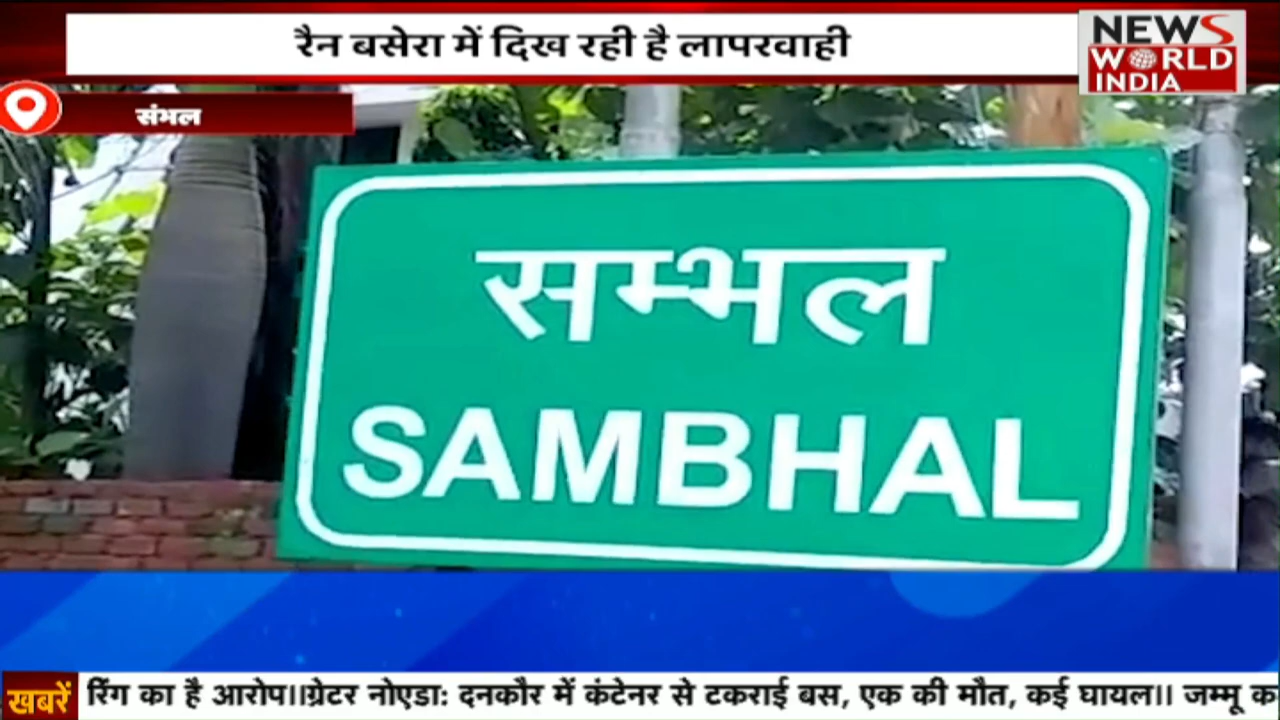 रैन बसेरा में दिख रही है लापरवाही
NEWS
WORLD
INDIA
संभल
सम्भल
SAMBHAL
खबरें
रिंग का है आरोप||ग्रेटर नोएडा: दनकौर में कंटेनर से टकराई बस, एक की मौत, कई घायल|| जम्मू क